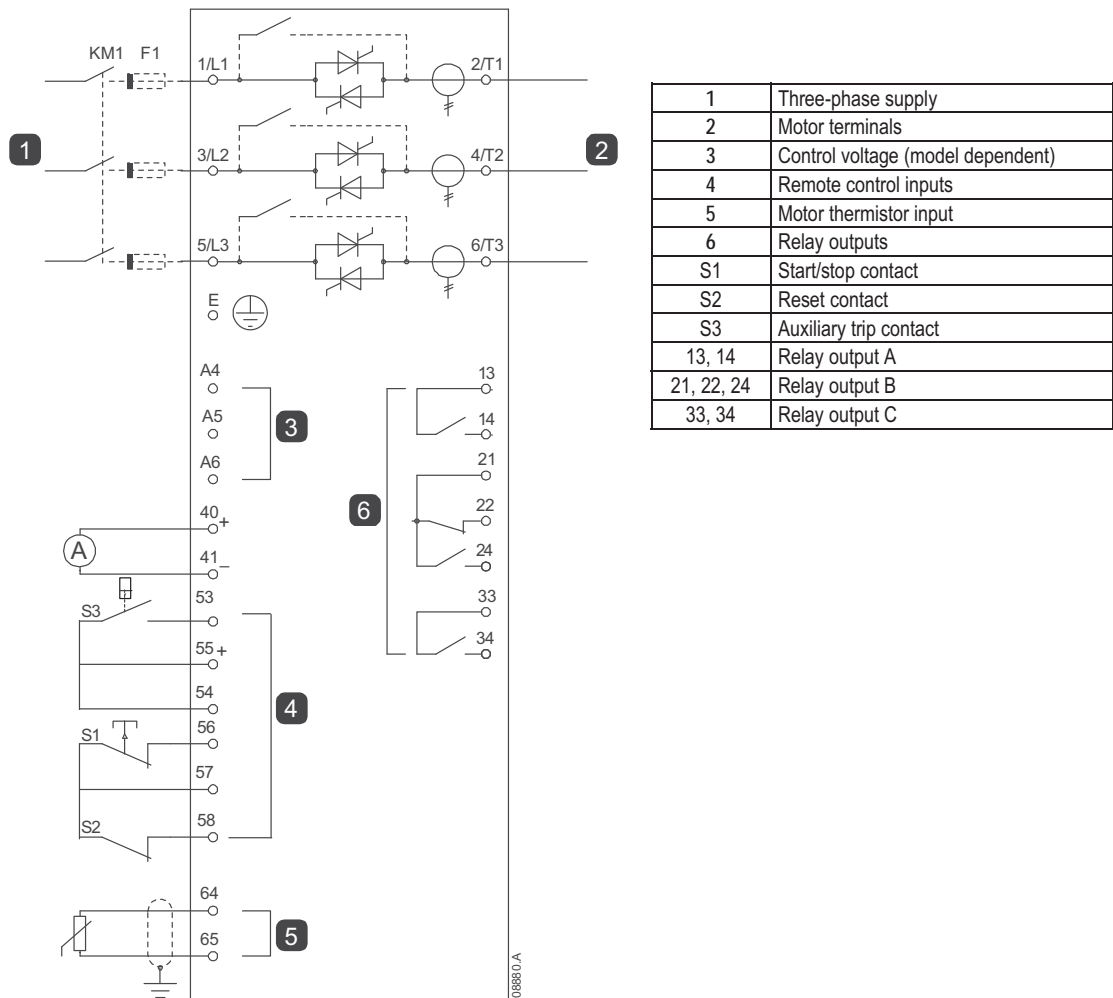 KM1 F1
1/L1
2/T1
1
3/L2
4/T2
2
5/L3
6/T3
E
A4
A5
A6
3
13
14
21
22
24
33
34
6
40
+
A
41
–
S3
53
55
+
54
4
S1
56
57
S2
58
64
65
5
08880.A
1 Three-phase supply
2 Motor terminals
3 Control voltage (model dependent)
4 Remote control inputs
5 Motor thermistor input
6 Relay outputs
S1 Start/stop contact
S2 Reset contact
S3 Auxiliary trip contact
13, 14 Relay output A
21, 22, 24 Relay output B
33, 34 Relay output C